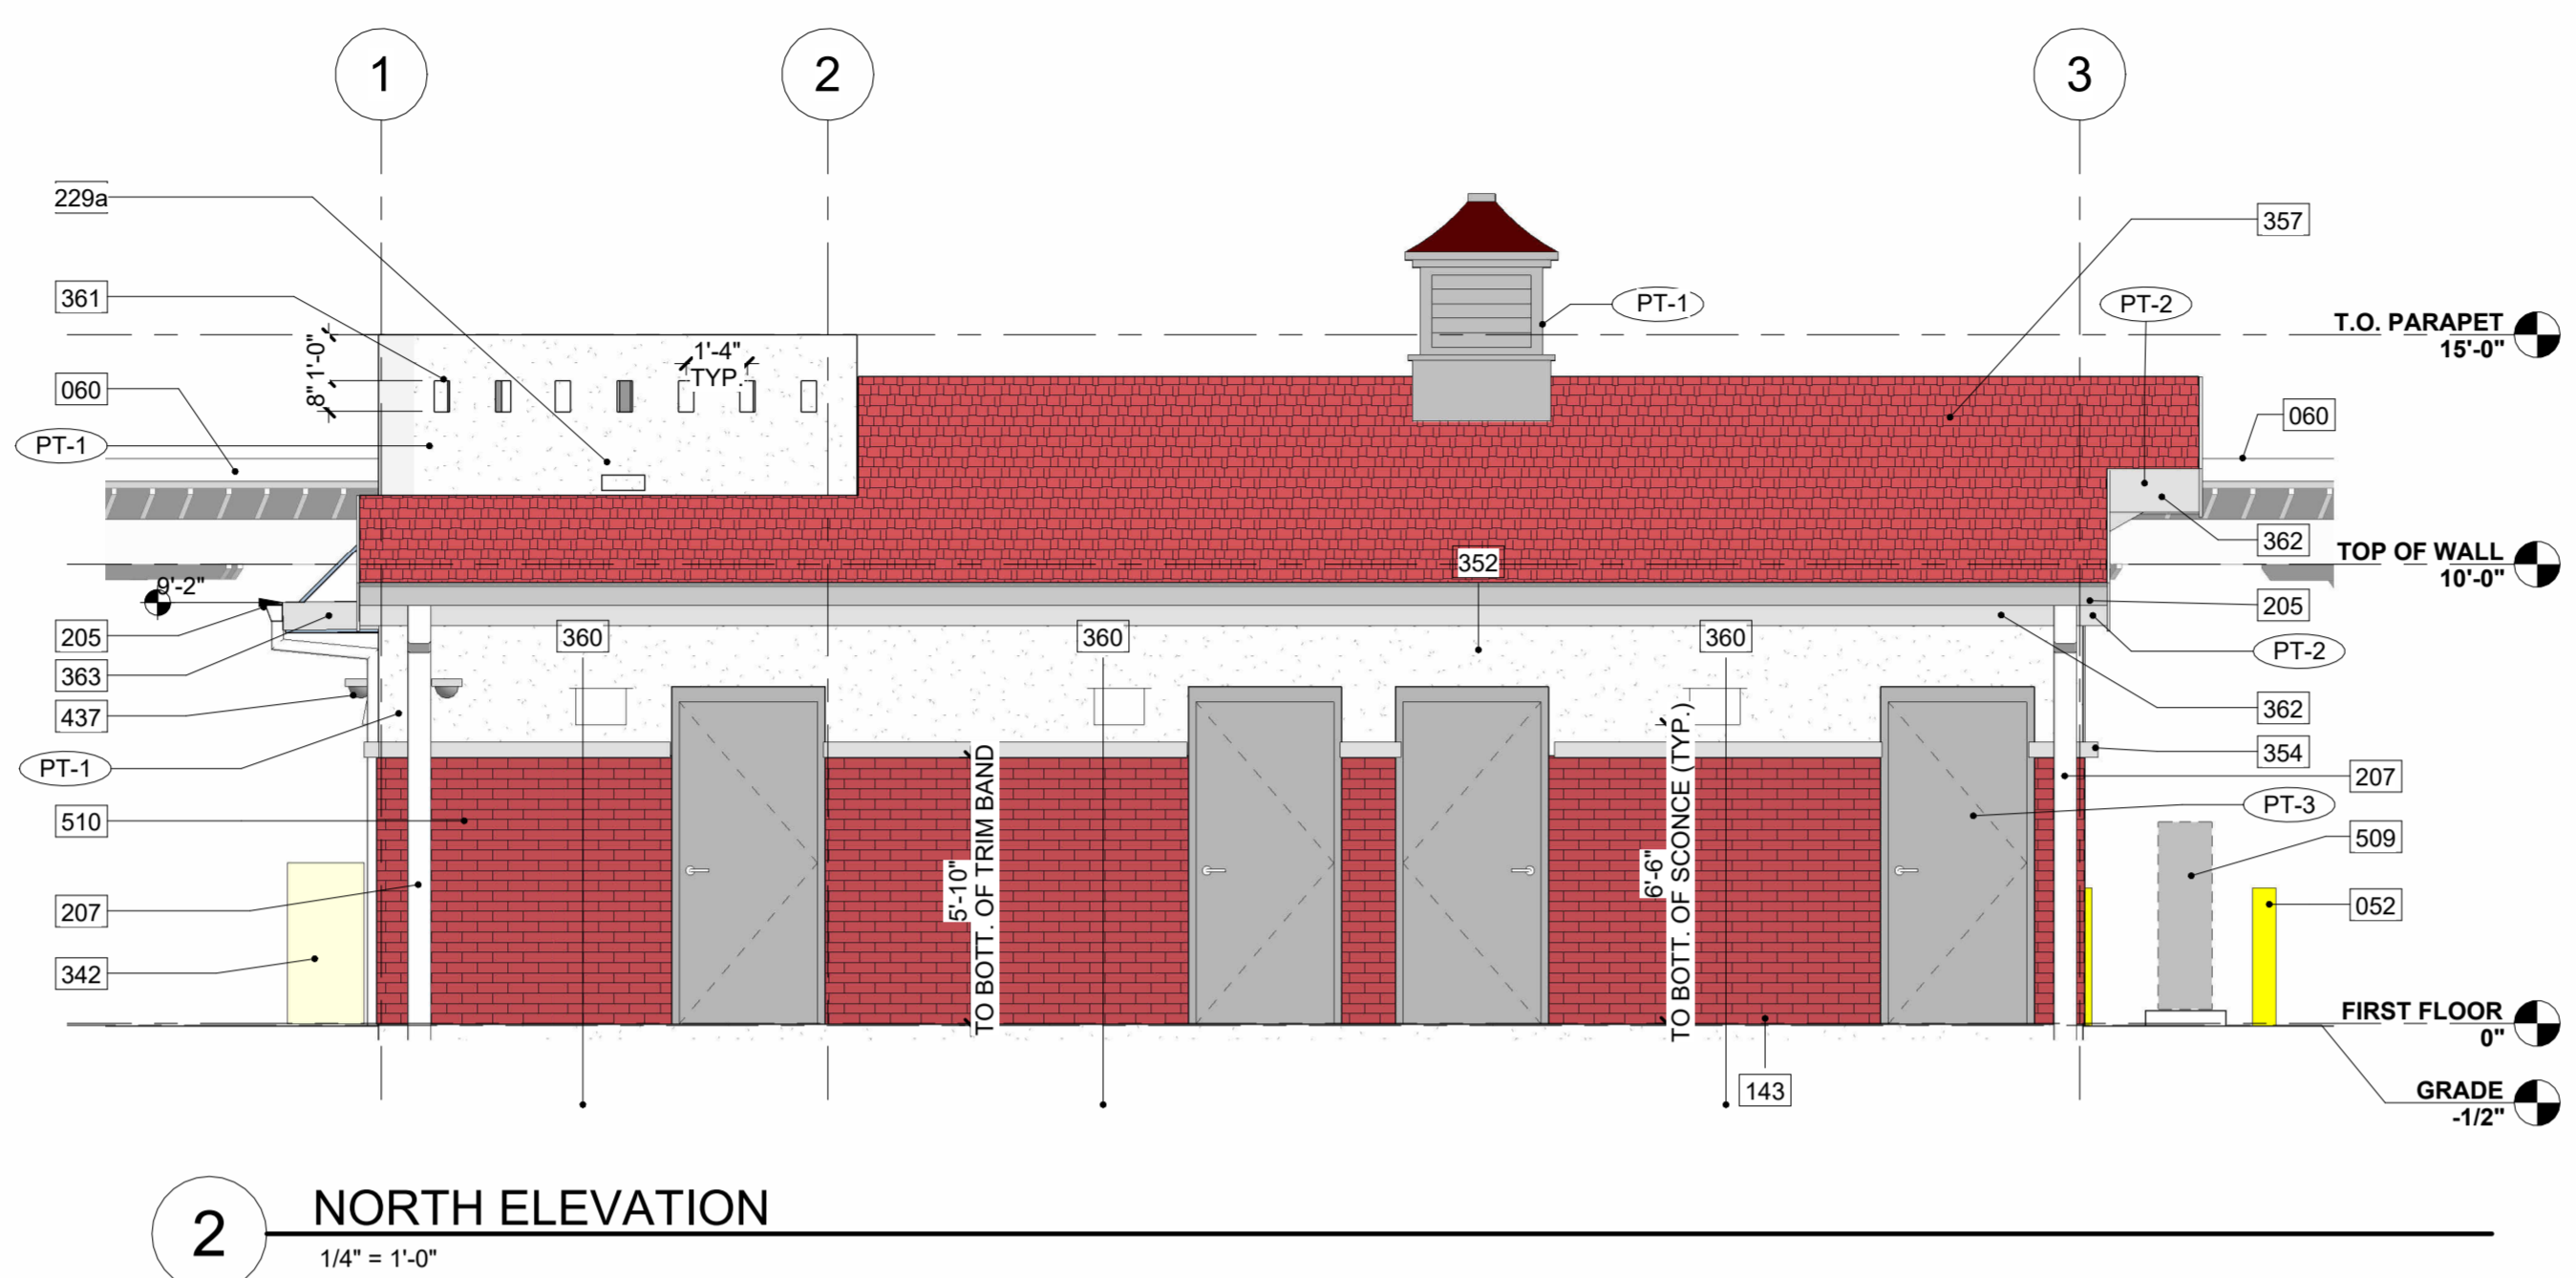 1
2
3
229a
357
361
PT-1
PT-2
T.O. PARAPET
15'-0"
8" 1'-0"
1'-4"
TYP.
060
060
PT-1
362
TOP OF WALL
10'-0"
352
9'-2"
205
205
360
360
360
363
PT-2
437
362
354
PT-1
207
PT-3
510
509
5'-10"
TO BOTT. OF TRIM BAND
6'-6"
TO BOTT. OF SCONCE (TYP.)
207
052
342
FIRST FLOOR
0"
143
GRADE
-1/2"
2
NORTH ELEVATION
1/4" = 1'-0"